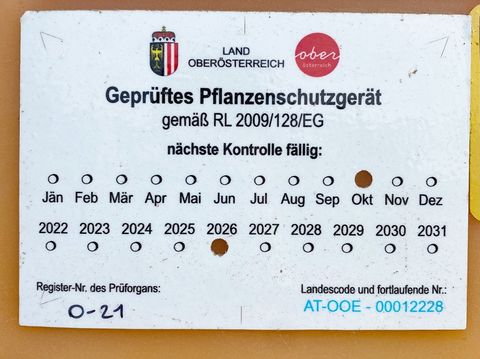 LAND
OBERÖSTERREICH
ober
österreich
Geprüftes Pflanzenschutzgerät
gemäß RL 2009/128/EG
nächste Kontrolle fällig:
Jän Feb Mär Apr Mai Jun Jul Aug Sep Okt Nov Dez
2022 2023 2024 2025 2026 2027 2028 2029 2030 2031
Register-Nr. des Prüforgans:
O-21
Landescode und fortlaufende Nr.:
AT-OOE - 00012228